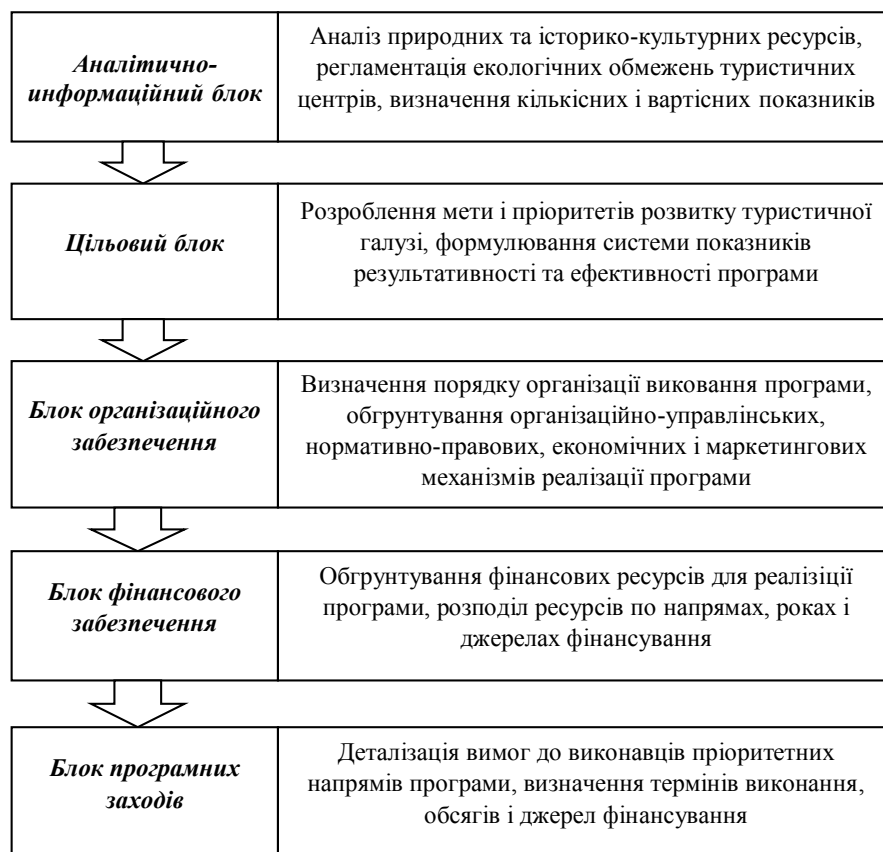 Аналітично-
информаційний блок
Аналіз природних та історико-культурних ресурсів,
регламентація екологічних обмежень туристичних
центрів, визначення кількісних і вартісних показників
Цільовий блок
Розроблення мети і пріоритетів розвитку туристичної
галузі, формулювання системи показників
результативності та ефективності програми
Блок організаційного
забезпечення
Визначення порядку організації виковання програми,
обгрунтування організаційно-управлінських,
нормативно-правових, економічних і маркетингових
механізмів реалізації програми
Блок фінансового
забезпечення
Обгрунтування фінансових ресурсів для реалізіції
програми, розподіл ресурсів по напрямах, роках і
джерелах фінансування
Блок програмних
заходів
Деталізація вимог до виконавців пріоритетних
напрямів програми, визначення термінів виконання,
обсягів і джерел фінансування